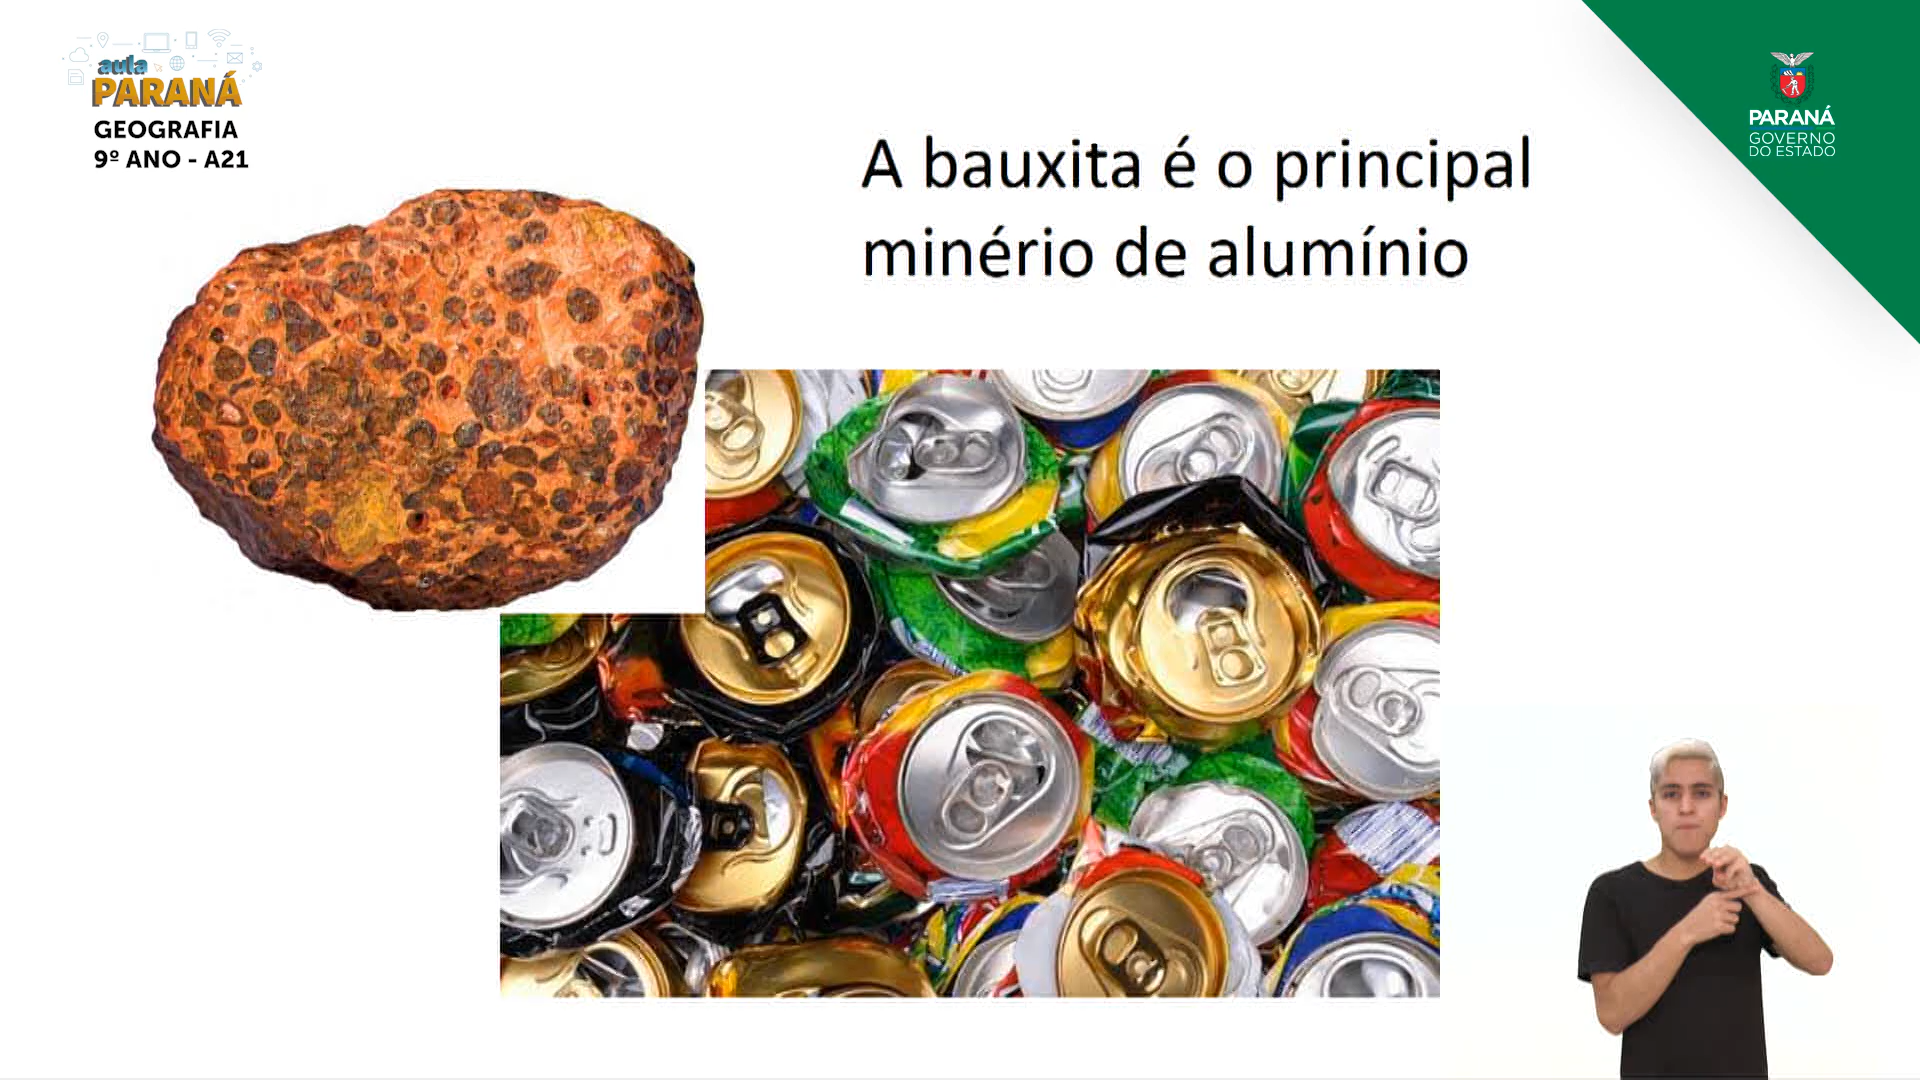 aula
PARANÁ
GEOGRAFIA
9º ANO - A21
A bauxita é o principal
minério de alumínio
PARANÁ
GOVERNO
DO ESTADO